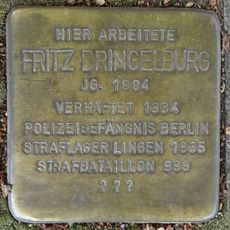 HIER ARBEITETE
FRITZ DRINGELBURG
JG. 1904
VERHAFTET 1934
POLIZEIGEFÄNGNIS BERLIN
STRAFLAGER LINGEN 1935
STRAFBATAILLON 999
? ? ?